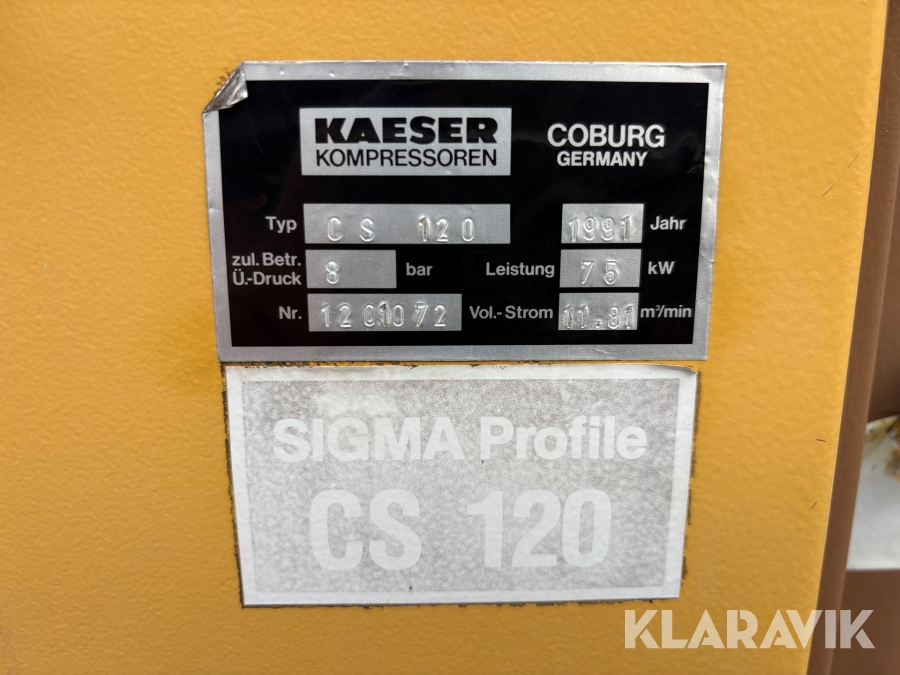 KAESER
KOMPRESSOREN
COBURG
GERMANY
Typ CS 120 1991 Jahr
zul. Betr.
Ü.-Druck 8 bar Leistung 75 kW
Nr. 1201072 Vol.-Strom 11.81 m³/min
SIGMA Profile
CS 120
KLARAVIK